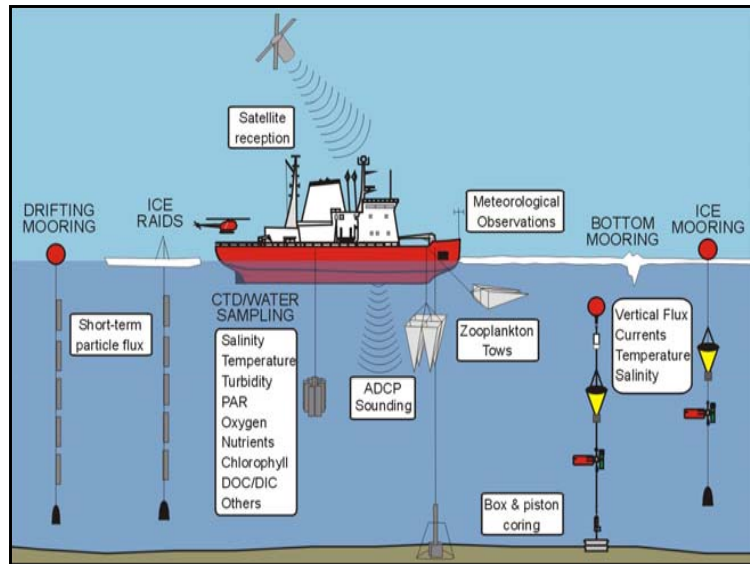 Satellite
reception
DRIFTING
MOORING
ICE
RAIDS
Meteorological
Observations
BOTTOM
MOORING
ICE
MOORING
CTD/WATER
SAMPLING
Short-term
particle flux
Salinity
Temperature
Turbidity
PAR
Oxygen
Nutrients
Chlorophyll
DOC/DIC
Others
ADCP
Sounding
Zooplankton
Tows
Vertical Flux
Currents
Temperature
Salinity
Box & piston
coring